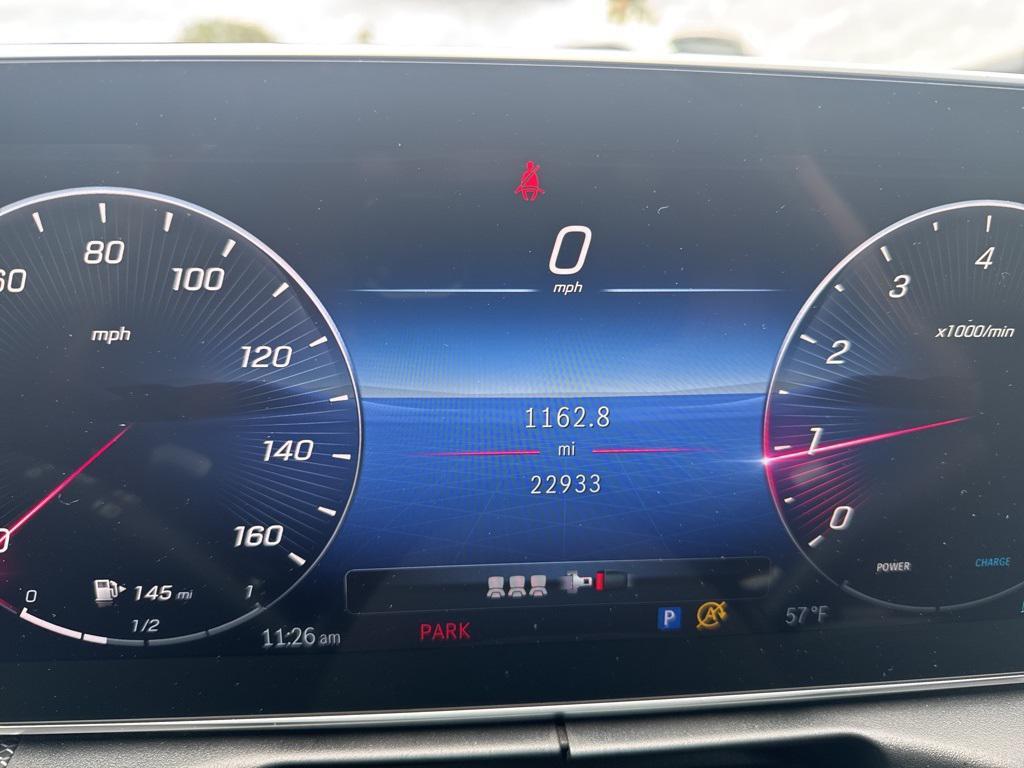 0
mph
60
80
100
120
140
160
mph
0
145 mi
1
1/2
11:26 am
PARK
1162.8
mi
22933
P
A
57°F
4
3
2
1
0
x1000/min
POWER
CHARGE